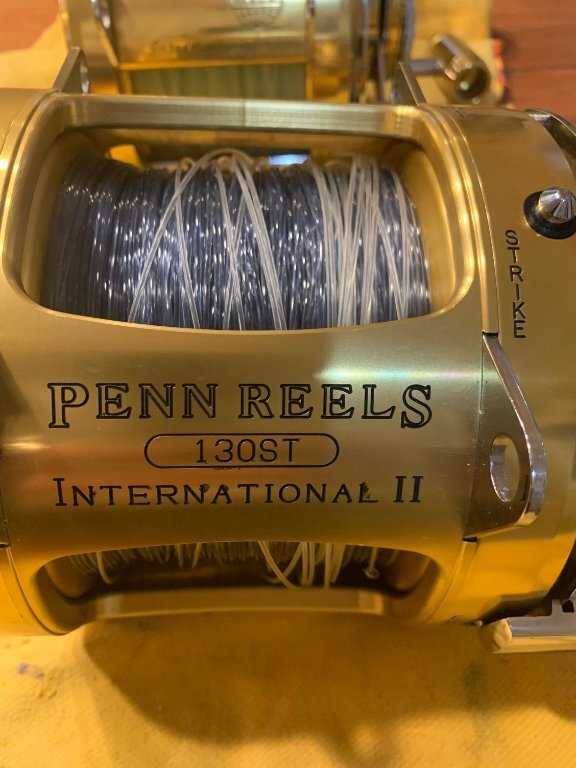 PENN REELS
130ST
INTERNATIONAL II
STRIKE